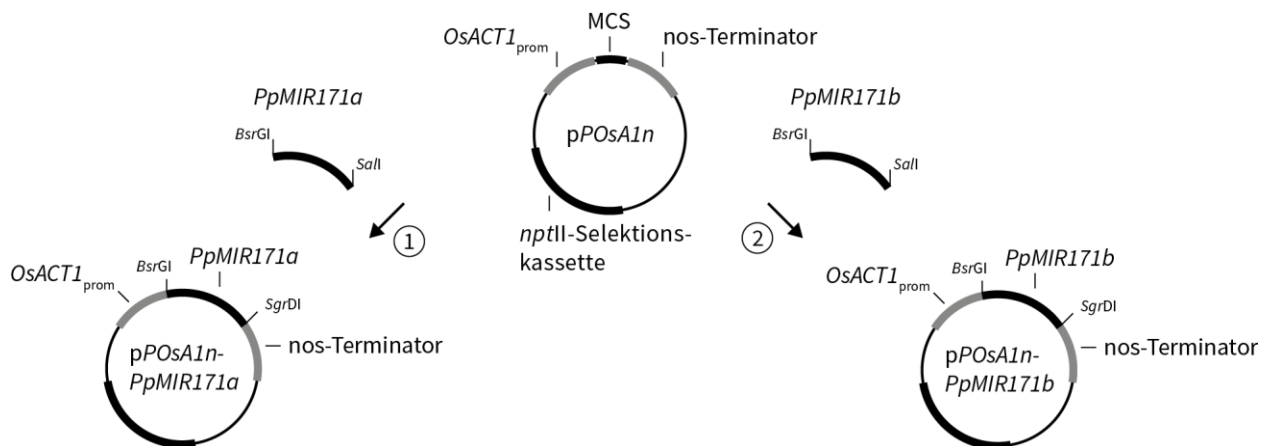 MCS
OsACT1prom
nos-Terminator
PpMIR171a
BsrGI
SalI
pPOsA1n
PpMIR171b
BsrGI
SalI
nptII-Selektions-
kassette
1
2
OsACT1prom
BsrGI
PpMIR171a
SgrDI
nos-Terminator
pPOsA1n-
PpMIR171a
OsACT1prom
BsrGI
PpMIR171b
SgrDI
nos-Terminator
pPOsA1n-
PpMIR171b